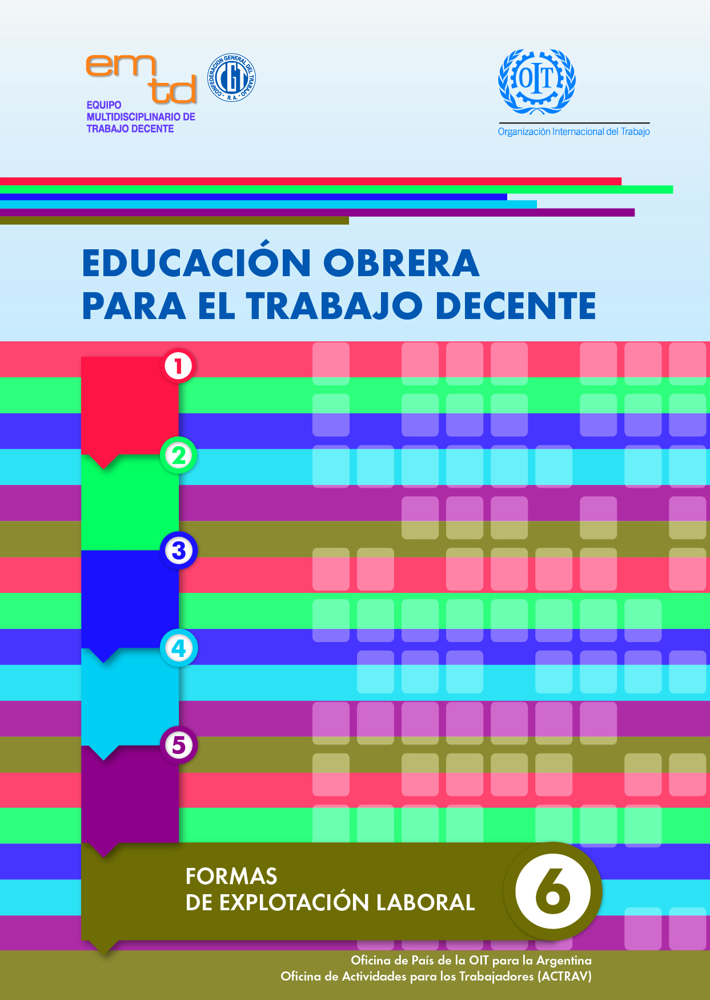 em
td
EQUIPO
MULTIDISCIPLINARIO DE
TRABAJO DECENTE
CONFEDERACION GENERAL DEL TRABAJO
CGT
- R. A. -
OIT
Organización Internacional del Trabajo
EDUCACIÓN OBRERA
PARA EL TRABAJO DECENTE
1
2
3
4
5
FORMAS
DE EXPLOTACIÓN LABORAL
6
Oficina de País de la OIT para la Argentina
Oficina de Actividades para los Trabajadores (ACTRAV)